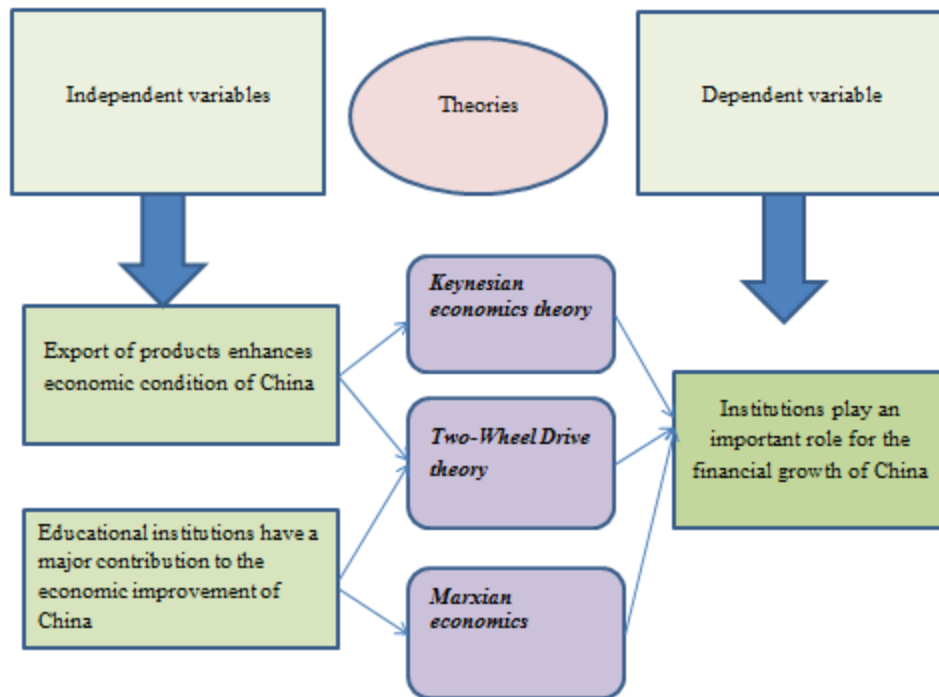 Independent variables
Theories
Dependent variable
Keynesian
economics theory
Export of products enhances
economic condition of China
Two-Wheel Drive
theory
Institutions play an
important role for the
financial growth of China
Educational institutions have a
major contribution to the
economic improvement of
China
Marxian
economics